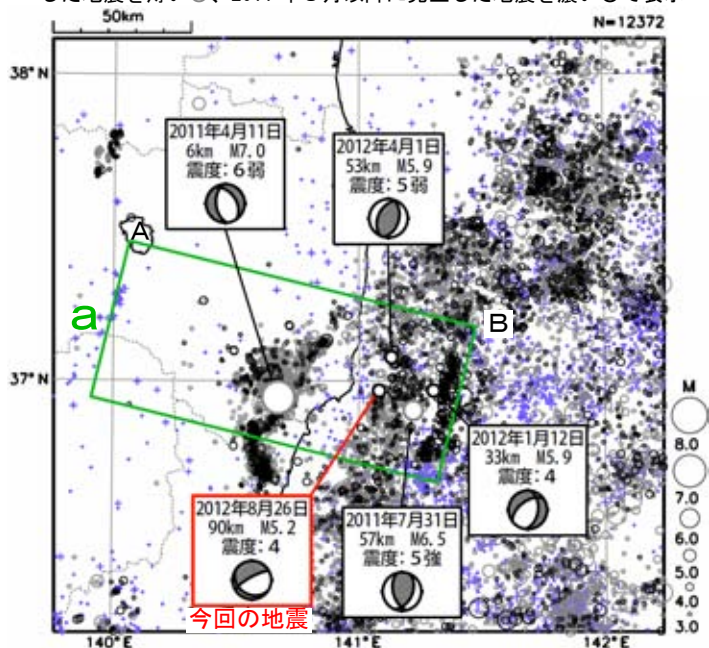 50km
N=12372
38°N
2011年4月11日
6km M7.0
震度:6弱
2012年4月1日
53km M5.9
震度:5弱
A
a
B
37°N
M
8.0
7.0
6.0
5.0
4.0
3.0
2012年1月12日
33km M5.9
震度:4
2012年8月26日
90km M5.2
震度:4
2011年7月31日
57km M6.5
震度:5強
今回の地震
140°E
141°E
142°E